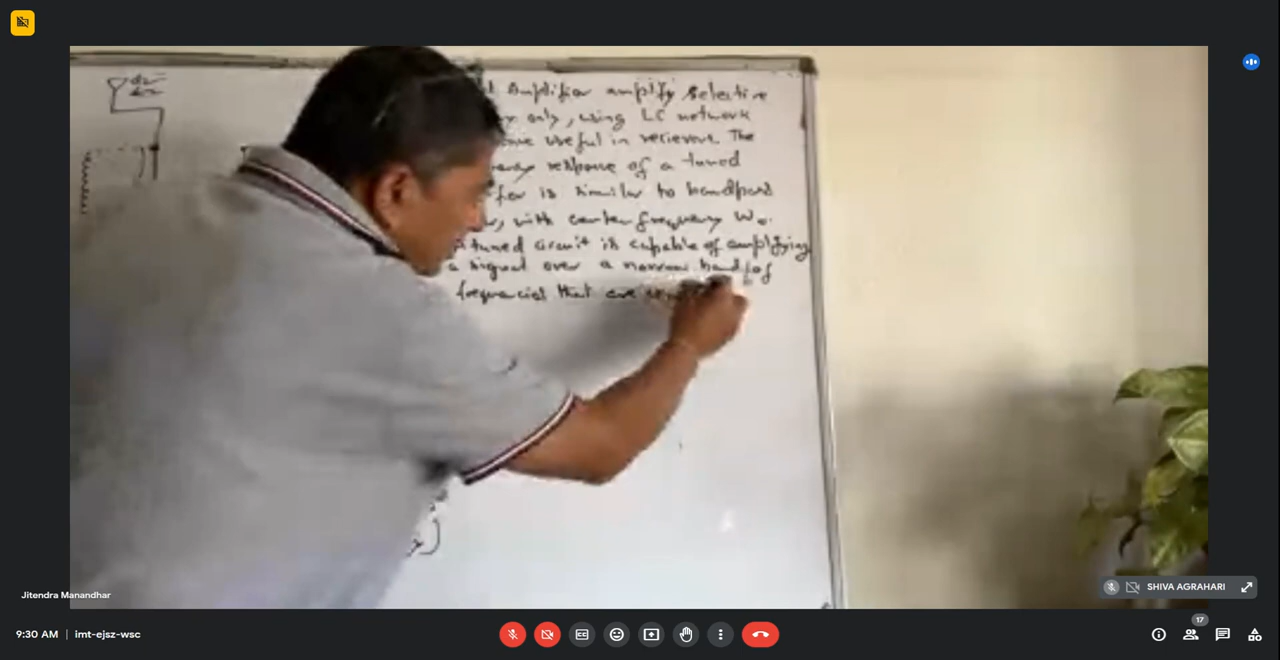 l Amplifier amplify selective
only, using LC network
useful in recievers. The
response of a tuned
is similar to bandpass
with center frequency ω₀.
a tuned circuit is capable of amplifying
a signal over a narrow band of
frequencies that are
Jitendra Manandhar
SHIVA AGRAHARI
17
9:30 AM | imt-ejsz-wsc